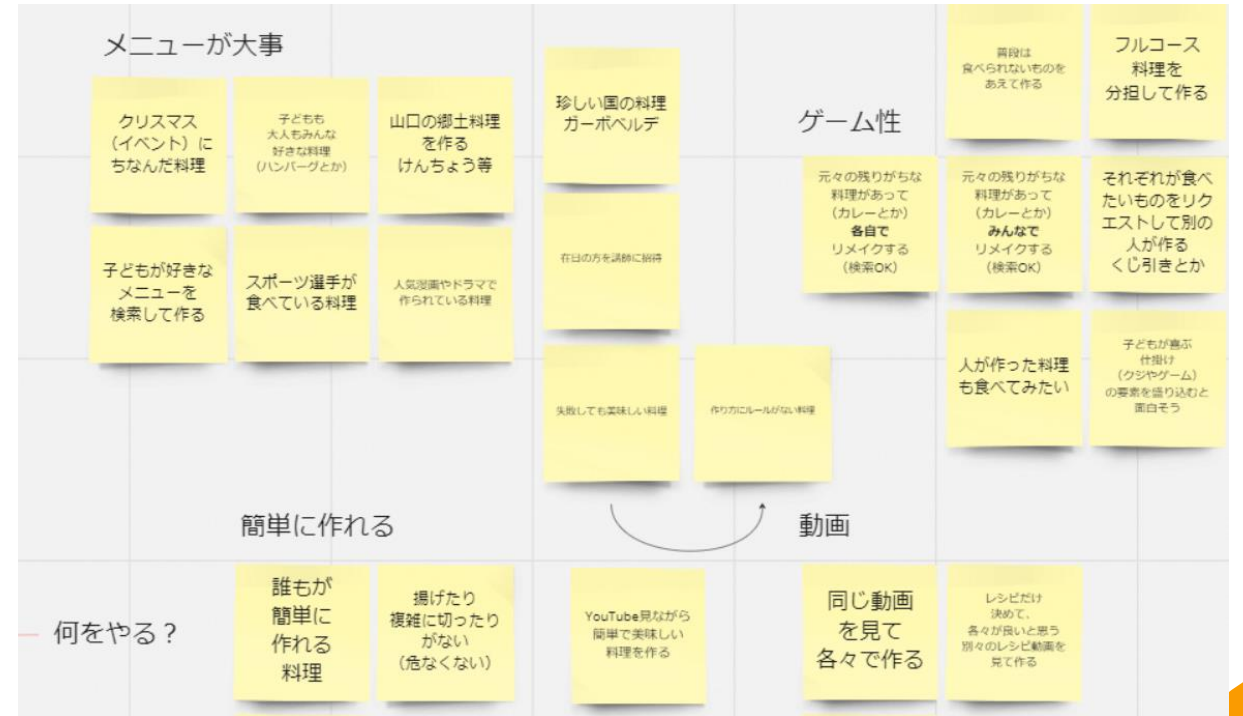 メニューが大事
クリスマス
（イベント）に
ちなんだ料理
子どもも
大人もみんな
好きな料理
（ハンバーグとか）
山口の郷土料理
を作る
けんちょう等
子どもが好きな
メニューを
検索して作る
スポーツ選手が
食べている料理
人気漫画やドラマで
作られている料理
珍しい国の料理
ガーボベルデ
在日の方を講師に招待
失敗しても美味しい料理
作り方にルールがない料理
ゲーム性
普段は
食べられないものを
あえて作る
フルコース
料理を
分担して作る
元々の残りがちな
料理があって
（カレーとか）
各自で
リメイクする
（検索OK）
元々の残りがちな
料理があって
（カレーとか）
みんなで
リメイクする
（検索OK）
それぞれが食べ
たいものをリク
エストして別の
人が作る
くじ引きとか
人が作った料理
も食べてみたい
子どもが喜ぶ
仕掛け
（クジやゲーム）
の要素を盛り込むと
面白そう
何をやる？
簡単に作れる
誰もが
簡単に
作れる
料理
揚げたり
複雑に切ったり
がない
（危なくない）
YouTube見ながら
簡単で美味しい
料理を作る
動画
同じ動画
を見て
各々で作る
レシピだけ
決めて、
各々が良いと思う
別々のレシピ動画を
見て作る